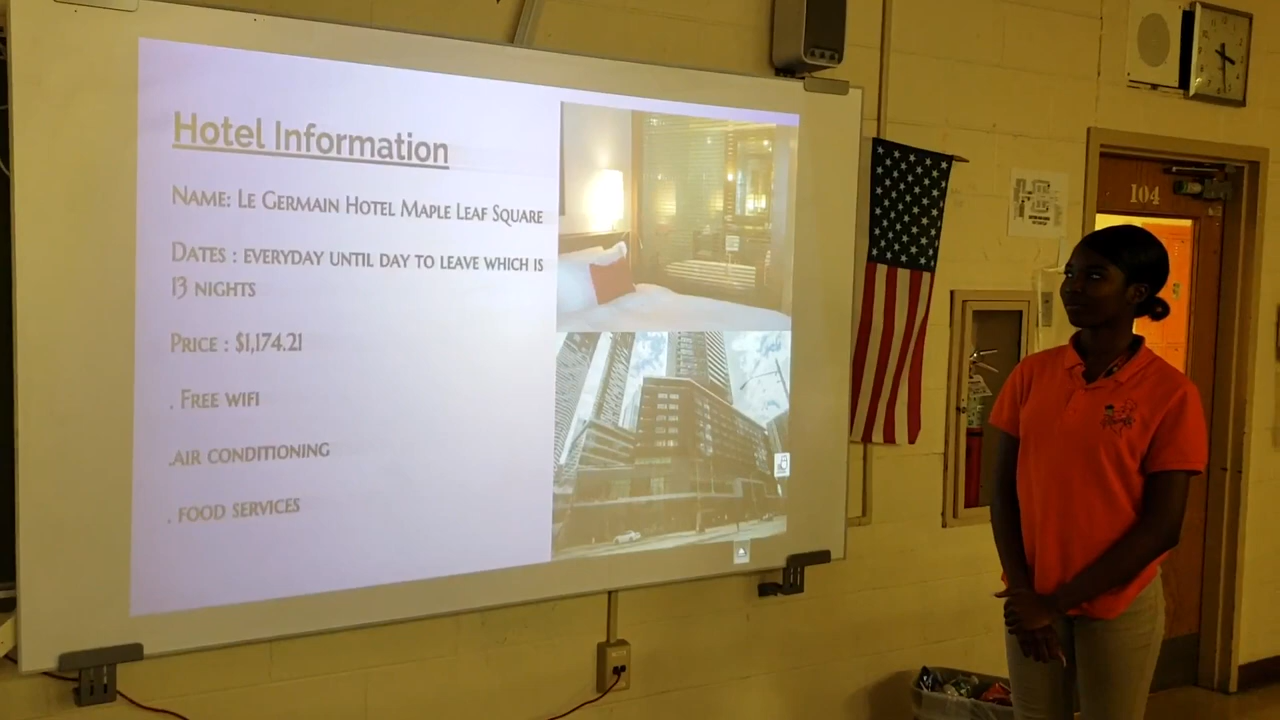 Hotel Information
Name: Le Germain Hotel Maple Leaf Square
Dates : everyday until day to leave which is
13 nights
Price : $1,174.21
. Free wifi
.air conditioning
. food services
104